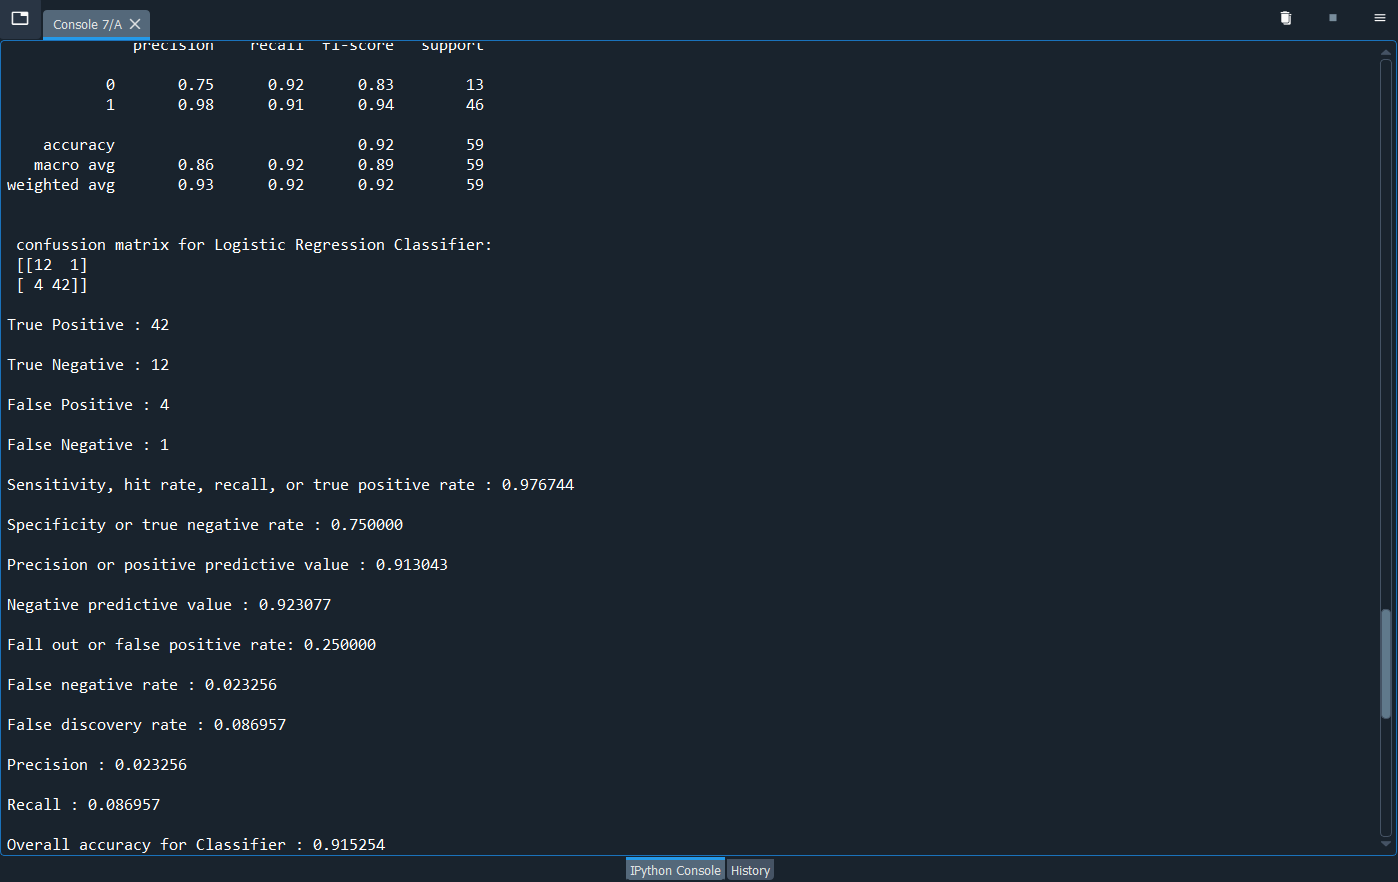 Console 7/A
precision recall f1-score support
0 0.75 0.92 0.83 13
1 0.98 0.91 0.94 46
accuracy 0.92 59
macro avg 0.86 0.92 0.89 59
weighted avg 0.93 0.92 0.92 59
confussion matrix for Logistic Regression Classifier:
[[12 1]
[ 4 42]]
True Positive : 42
True Negative : 12
False Positive : 4
False Negative : 1
Sensitivity, hit rate, recall, or true positive rate : 0.976744
Specificity or true negative rate : 0.750000
Precision or positive predictive value : 0.913043
Negative predictive value : 0.923077
Fall out or false positive rate: 0.250000
False negative rate : 0.023256
False discovery rate : 0.086957
Precision : 0.023256
Recall : 0.086957
Overall accuracy for Classifier : 0.915254
IPython Console History